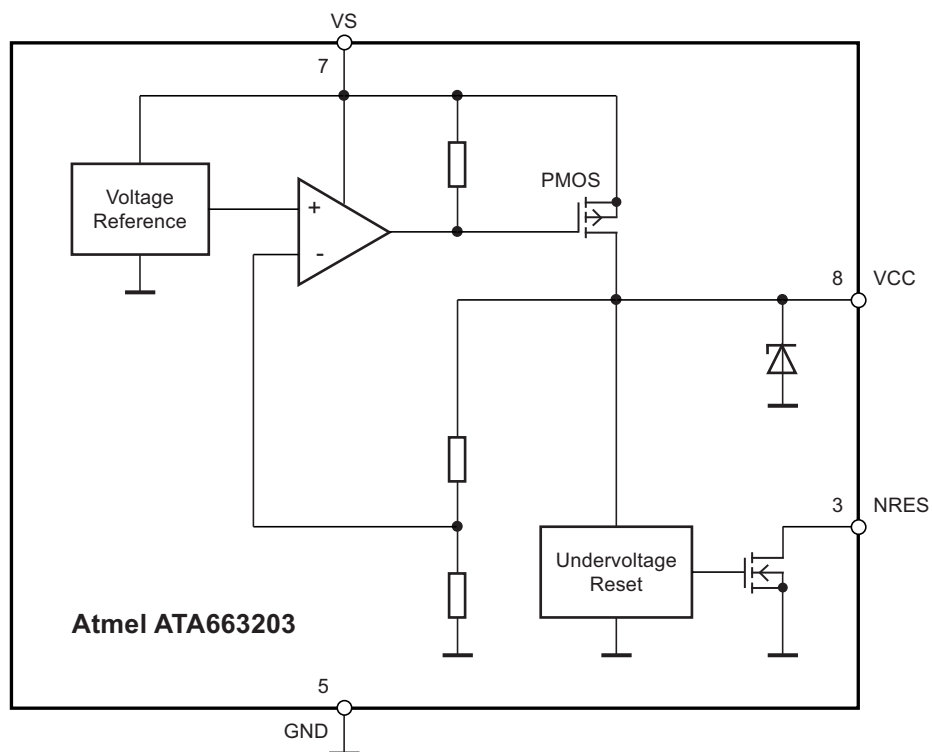 VS
7
PMOS
Voltage
Reference
+
-
8
VCC
3
NRES
Undervoltage
Reset
Atmel ATA663203
5
GND